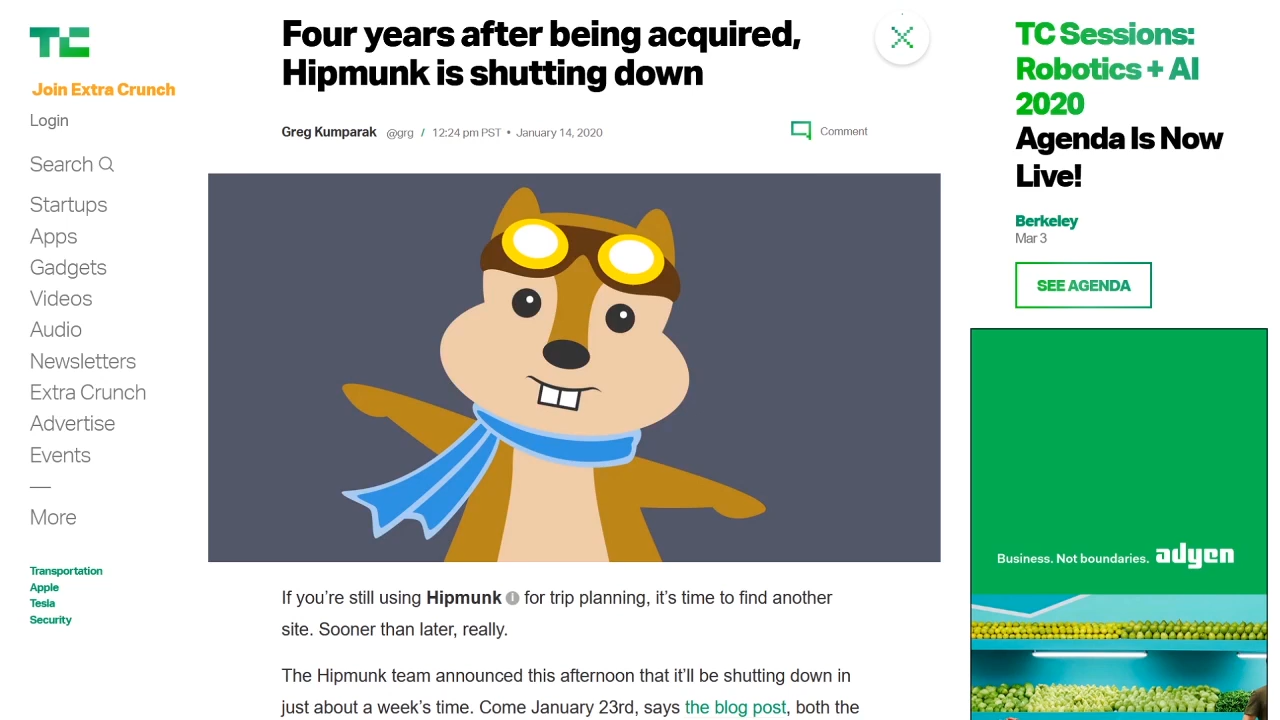 TC
Join Extra Crunch
Login
Search
Startups
Apps
Gadgets
Videos
Audio
Newsletters
Extra Crunch
Advertise
Events
—
More
Transportation
Apple
Tesla
Security
Four years after being acquired,
Hipmunk is shutting down
Greg Kumparak @grg / 12:24 pm PST • January 14, 2020
Comment
If you’re still using Hipmunk i for trip planning, it’s time to find another
site. Sooner than later, really.
The Hipmunk team announced this afternoon that it’ll be shutting down in
just about a week’s time. Come January 23rd, says the blog post, both the
TC Sessions:
Robotics + AI
2020
Agenda Is Now
Live!
Berkeley
Mar 3
SEE AGENDA
Business. Not boundaries. adyen